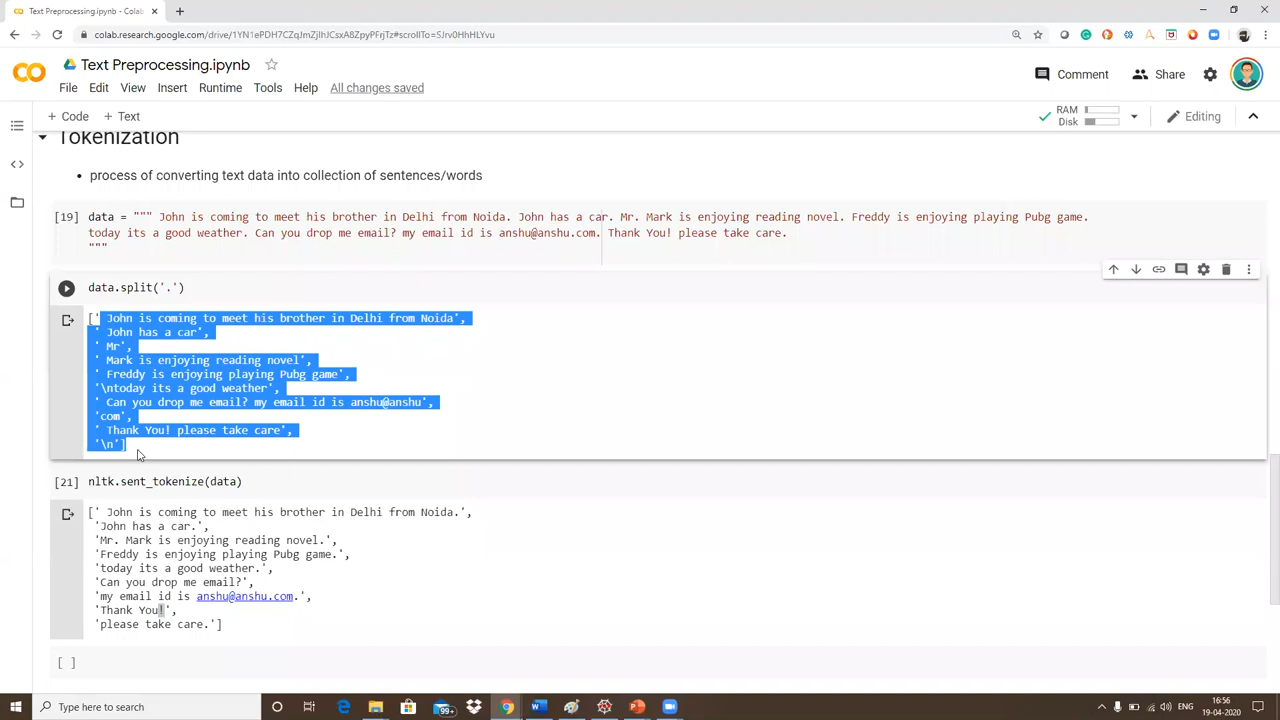 Text Preprocessing.ipynb - Colab
colab.research.google.com/drive/1YN1ePDH7CZqJmZjlhJCsxA8ZpyPFrjTz#scrollTo=SJrv0HhHLYvu
Text Preprocessing.ipynb
Comment
Share
File Edit View Insert Runtime Tools Help All changes saved
+ Code + Text
RAM
Disk
Editing
Tokenization
process of converting text data into collection of sentences/words
[19] data = """ John is coming to meet his brother in Delhi from Noida. John has a car. Mr. Mark is enjoying reading novel. Freddy is enjoying playing Pubg game.
today its a good weather. Can you drop me email? my email id is anshu@anshu.com. Thank You! please take care.
"""
data.split('.')
[' John is coming to meet his brother in Delhi from Noida',
' John has a car',
' Mr',
' Mark is enjoying reading novel',
' Freddy is enjoying playing Pubg game',
'\ntoday its a good weather',
' Can you drop me email? my email id is anshu@anshu',
'com',
' Thank You! please take care',
'\n']
[21] nltk.sent_tokenize(data)
[' John is coming to meet his brother in Delhi from Noida.',
'John has a car.',
'Mr. Mark is enjoying reading novel.',
'Freddy is enjoying playing Pubg game.',
'today its a good weather.',
'Can you drop me email?',
'my email id is anshu@anshu.com.',
'Thank You!',
'please take care.']
[ ]
Type here to search
99+
ENG
16:56
19-04-2020